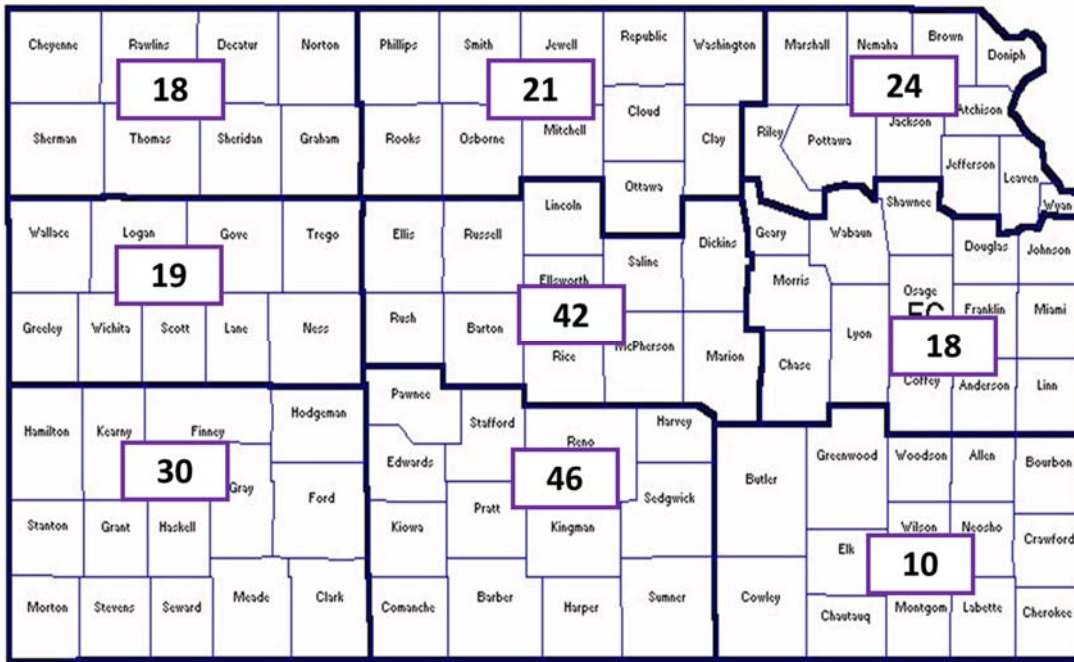 Cheyenne Rawlins Decatur Norton Phillips Smith Jewell Republic Washington Marshall Nemaha Brown Doniph
18 21 24
Sherman Thomas Sheridan Graham Rooks Osborne Mitchell Cloud Clay Riley Pottawa Jackson Atchison
Jefferson Leaven
Ottawa Wyan
Lincoln Shawnee
Wallace Logan Gove Trego Ellis Russell Dickins Geary Wabaun Douglas Johnson
19 Ellsworth Saline Morris Osage
42 18
Greeley Wichita Scott Lane Ness Rush Barton Rice McPherson Marion Chase Lyon Franklin Miami
Coffey Anderson Linn
Pawnee
Hamilton Kearny Finney Hodgeman Stafford Reno Harvey
30 46
Gray Ford Edwards Pratt Sedgwick Butler Greenwood Woodson Allen Bourbon
Stanton Grant Haskell Kiowa Kingman Elk Wilson Neosho Crawford
10
Morton Stevens Seward Meade Clark Comanche Barber Harper Sumner Cowley Chautauq Montgom Labette Cherokee